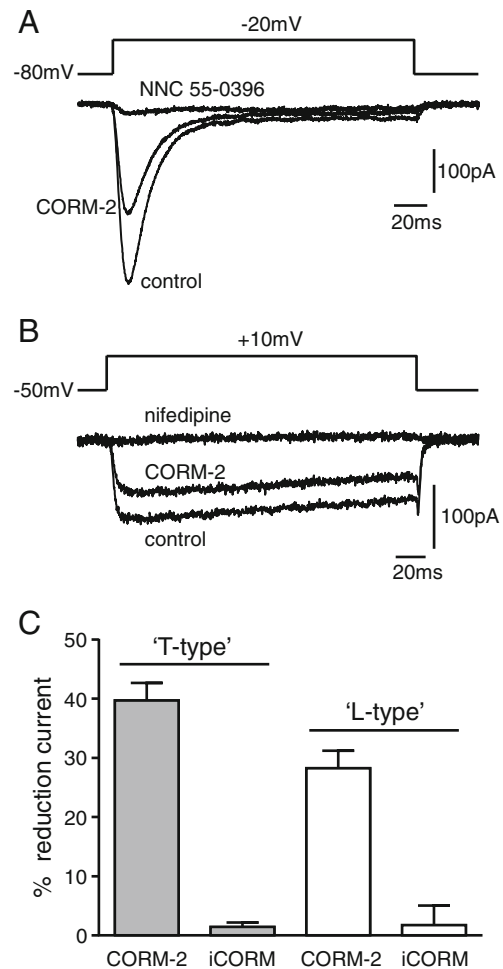 A
-20mV
-80mV
NNC 55-0396
CORM-2
control
100pA
20ms
B
+10mV
-50mV
nifedipine
CORM-2
control
100pA
20ms
C
% reduction current
50
40
30
20
10
0
'T-type'
'L-type'
CORM-2 iCORM CORM-2 iCORM